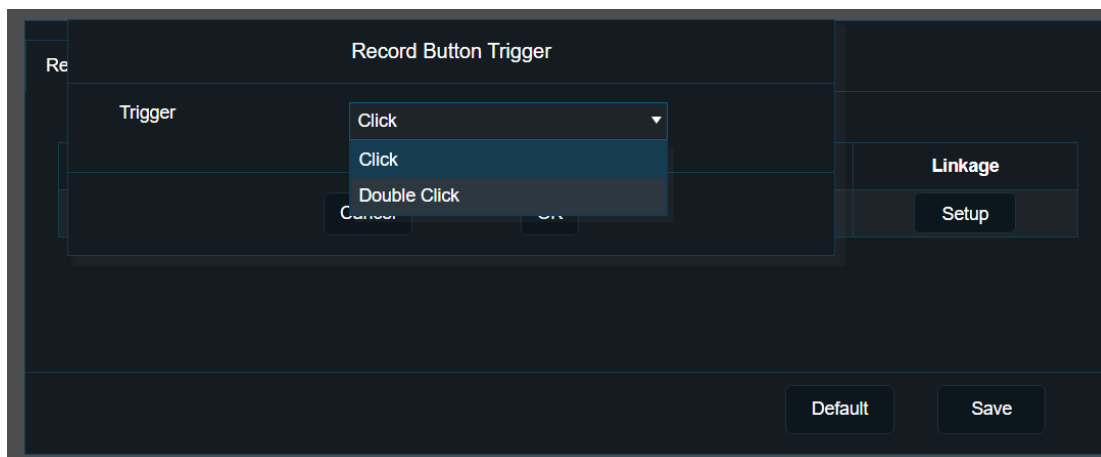 Record Button Trigger
Re
Trigger
Click
Click
Linkage
Double Click
Setup
Default
Save